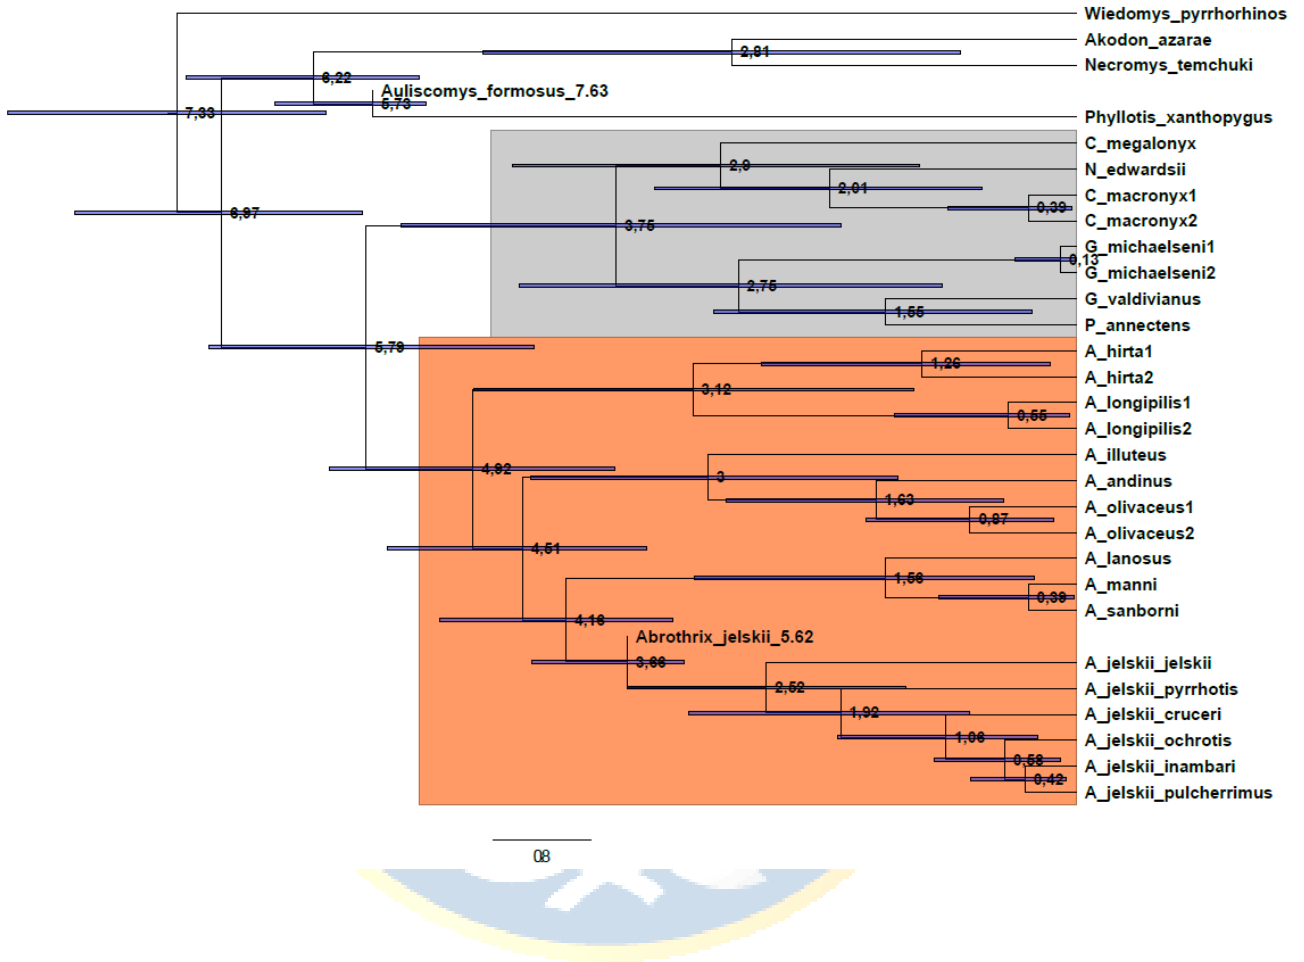 Wiedomys_pyrrhorhinos
Akodon_azarae
2,81
Necromys_temchuki
6,22
Auliscomys_formosus_7.63
5,73
7,33
Phyllotis_xanthopygus
C_megalonyx
2,9
N_edwardsii
2,01
C_macronyx1
0,39
6,97
C_macronyx2
3,75
G_michaelseni1
0,13
G_michaelseni2
2,75
G_valdivianus
1,55
P_annectens
5,79
A_hirta1
1,26
A_hirta2
3,12
A_longipilis1
0,55
A_longipilis2
A_illuteus
4,92
3
A_andinus
1,63
A_olivaceus1
0,87
A_olivaceus2
4,51
A_lanosus
1,56
A_manni
0,39
A_sanborni
4,16
Abrothrix_jelskii_5.62
3,66
A_jelskii_jelskii
2,52
A_jelskii_pyrrhotis
1,92
A_jelskii_cruceri
1,06
A_jelskii_ochrotis
0,58
A_jelskii_inambari
0,42
A_jelskii_pulcherrimus
08